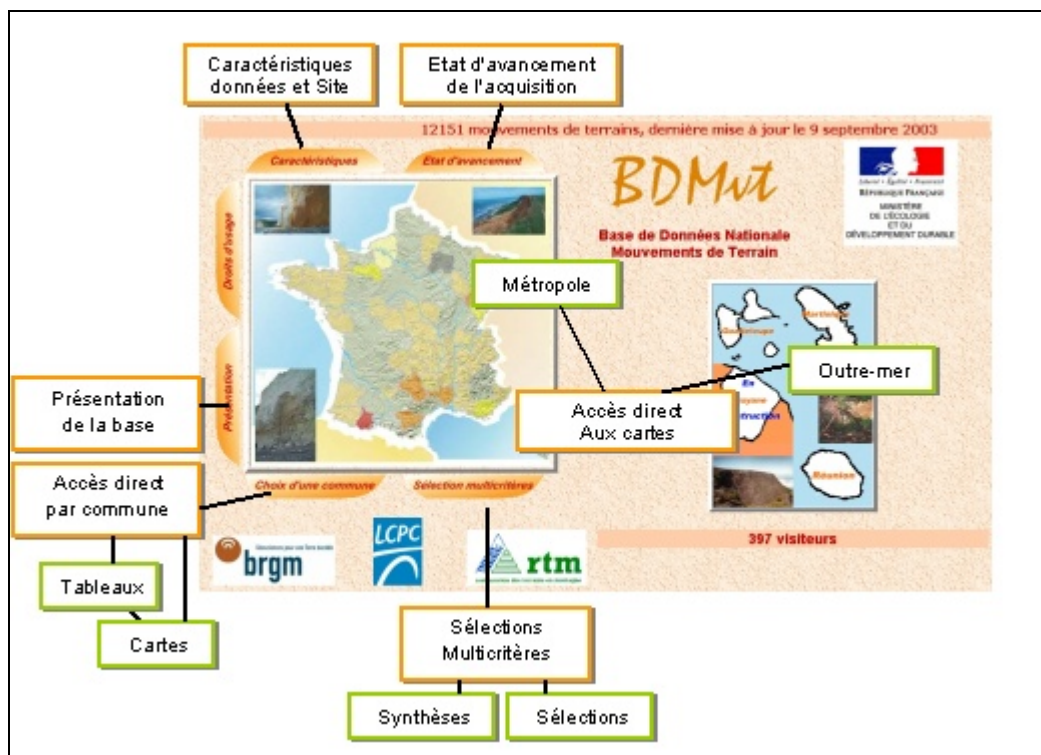 Caractéristiques
données et Site
Etat d'avancement
de l'acquisition
12151 mouvements de terrains, dernière mise à jour le 9 septembre 2003
Caractéristiques
Etat d'avancement
BDMvt
Base de Données Nationale
Mouvements de Terrain
Liberté • Égalité • Fraternité
RÉPUBLIQUE FRANÇAISE
MINISTÈRE
DE L'ÉCOLOGIE
ET DU
DÉVELOPPEMENT DURABLE
Droits d'usage
Présentation
Métropole
Guadeloupe
Martinique
Outre-mer
En
Réunion
Accès direct
Aux cartes
Présentation
de la base
Accès direct
par commune
Choix d'une commune
Sélection multicritères
397 visiteurs
brgm
LCPC
rtm
Tableaux
Cartes
Sélections
Multicritères
Synthèses
Sélections